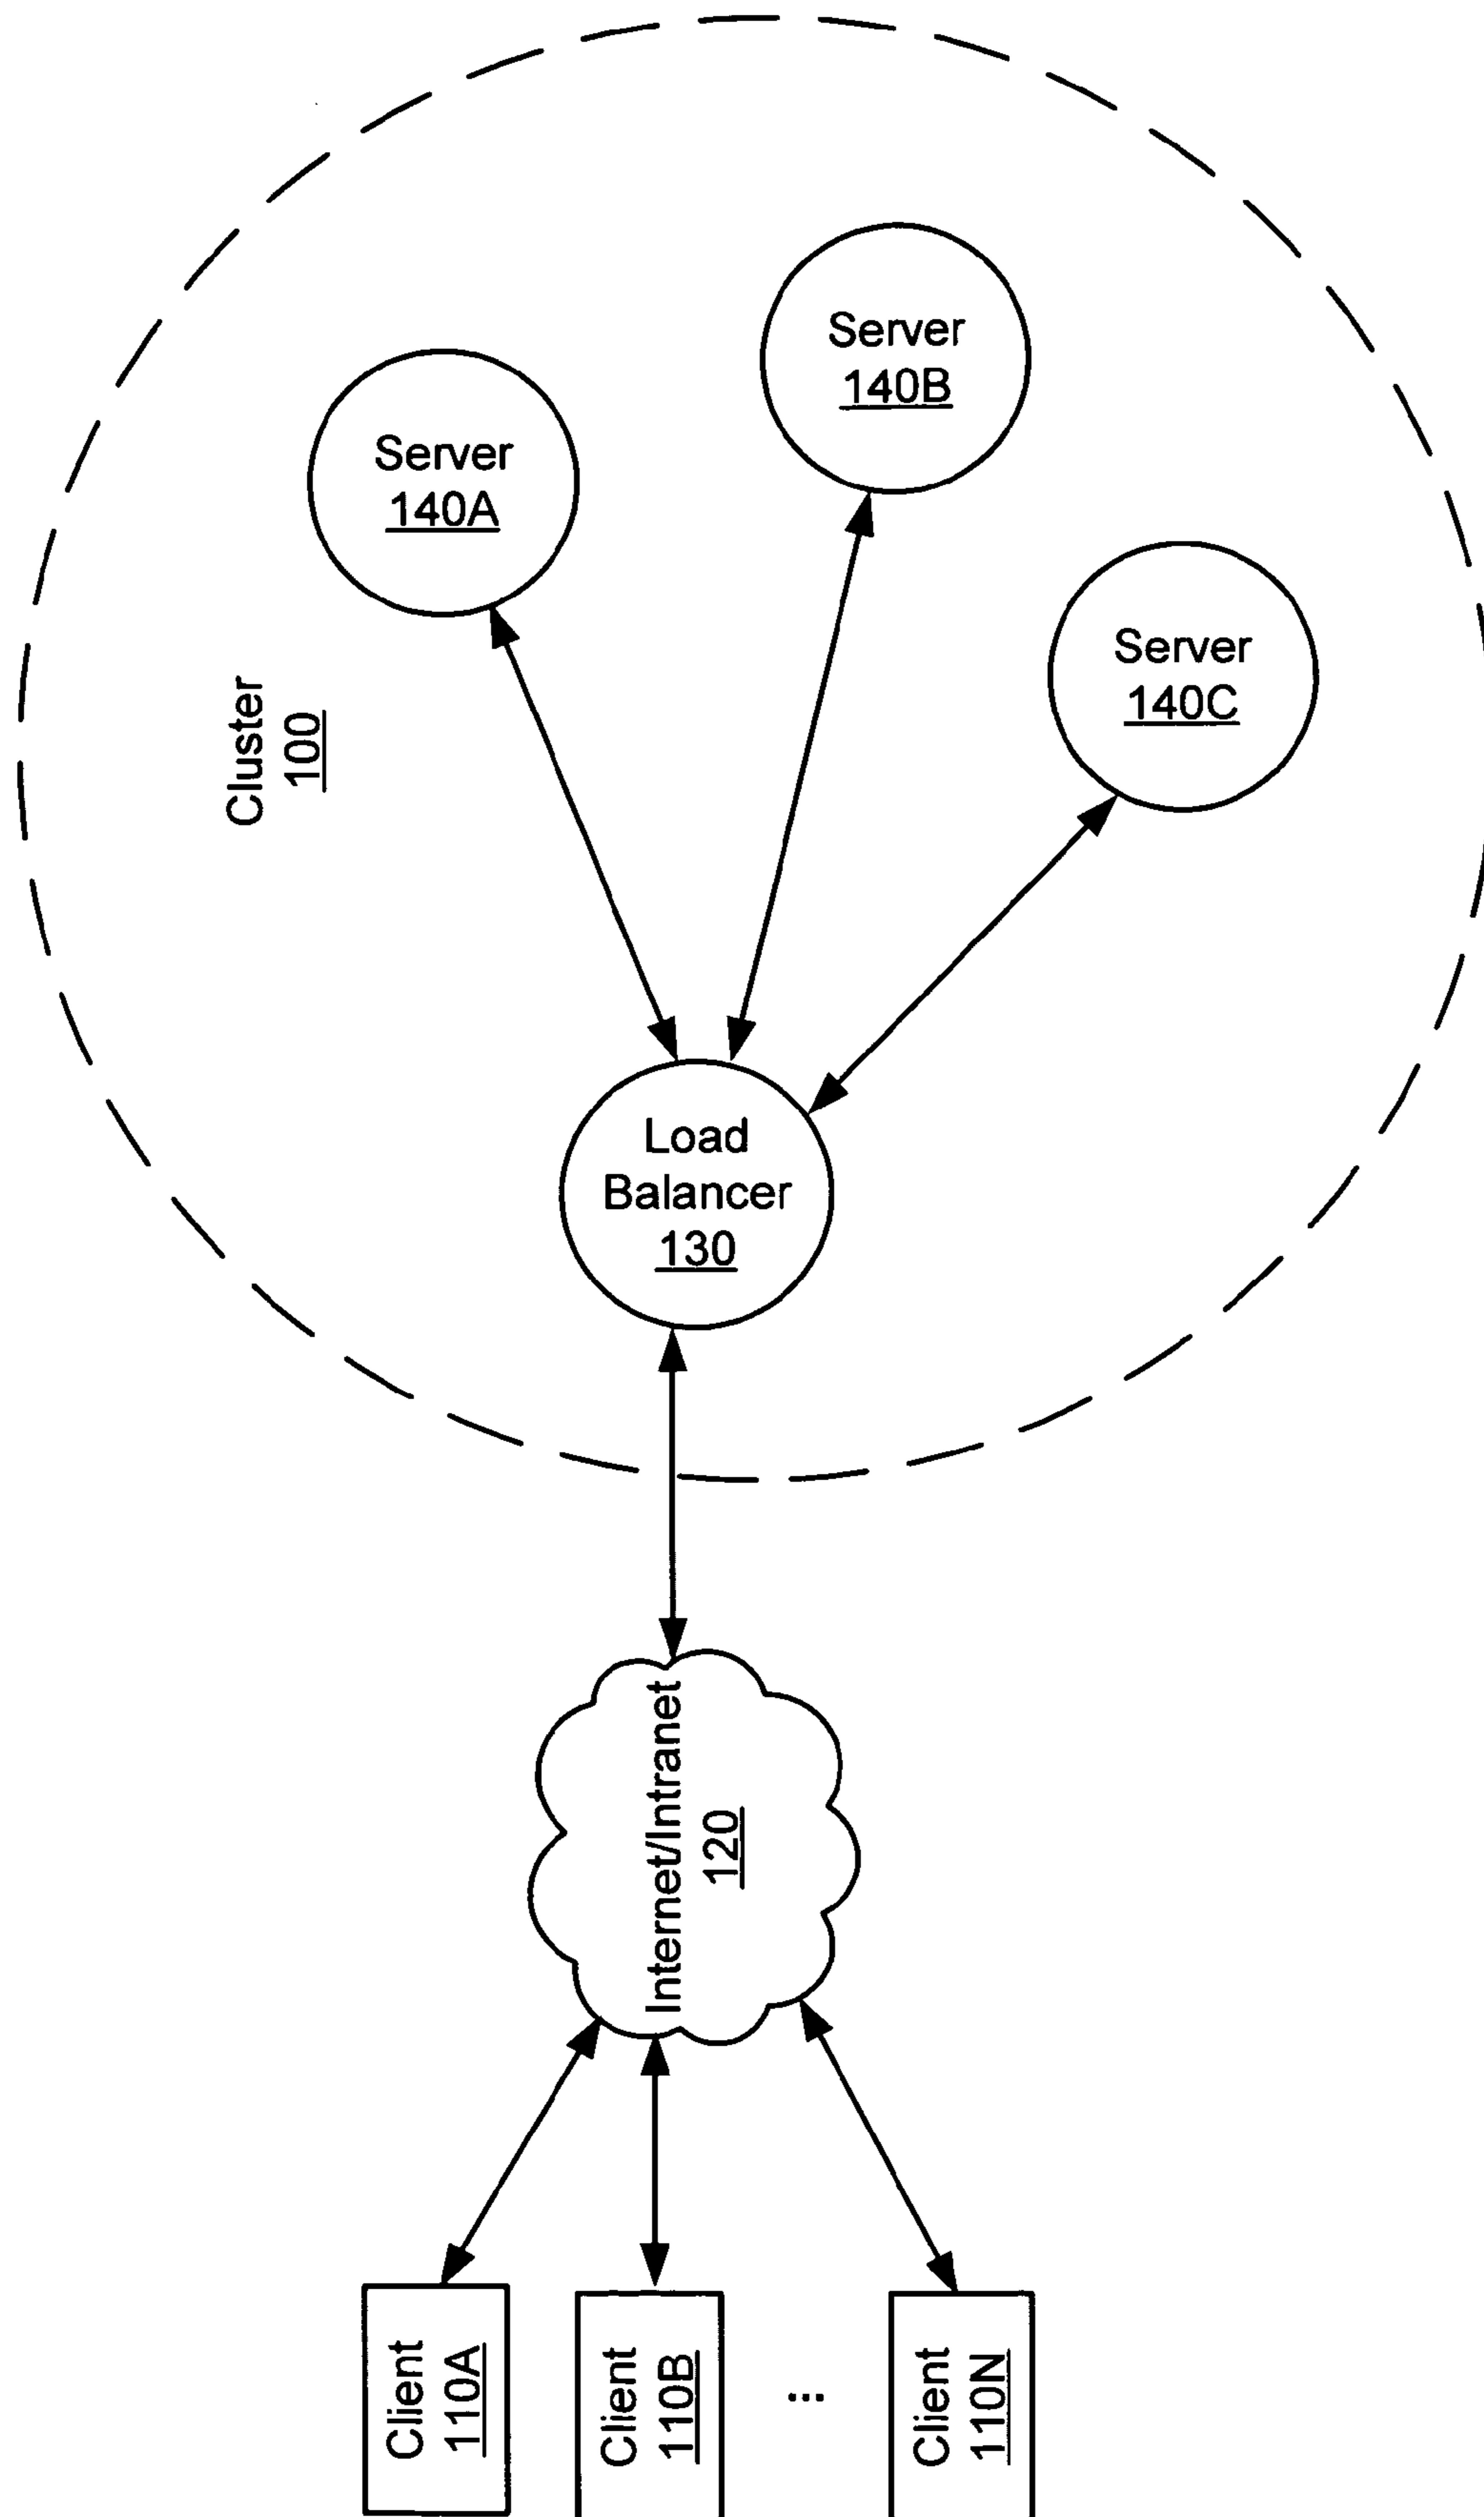 Server
140B
Server
140A
Server
140C
Cluster
100
Load
Balancer
130
Internet/Intranet
120
Client
110A
Client
110B
...
Client
110N